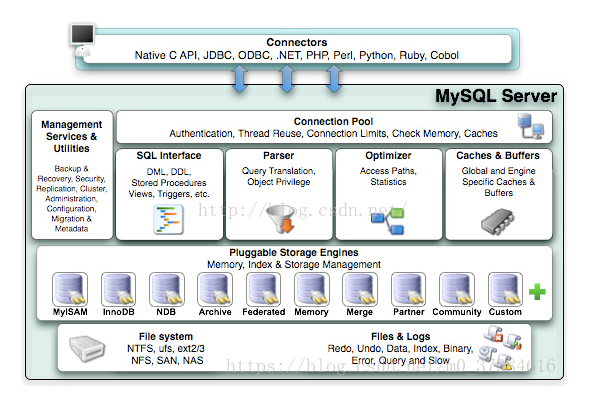 Connectors
Native C API, JDBC, ODBC, .NET, PHP, Perl, Python, Ruby, Cobol
MySQL Server
Connection Pool
Authentication, Thread Reuse, Connection Limits, Check Memory, Caches
Management
Services &
Utilities
Backup &
Recovery, Security,
Replication, Cluster,
Administration,
Configuration,
Migration &
Metadata
SQL Interface
DML, DDL,
Stored Procedures
Views, Triggers, etc.
Parser
Query Translation,
Object Privilege
Optimizer
Access Paths,
Statistics
Caches & Buffers
Global and Engine
Specific Caches &
Buffers
http://blog.csdn.net/
Pluggable Storage Engines
Memory, Index & Storage Management
MyISAM
InnoDB
NDB
Archive
Federated
Memory
Merge
Partner
Community
Custom
File system
NTFS, ufs, ext2/3
NFS, SAN, NAS
Files & Logs
Redo, Undo, Data, Index, Binary,
Error, Query and Slow